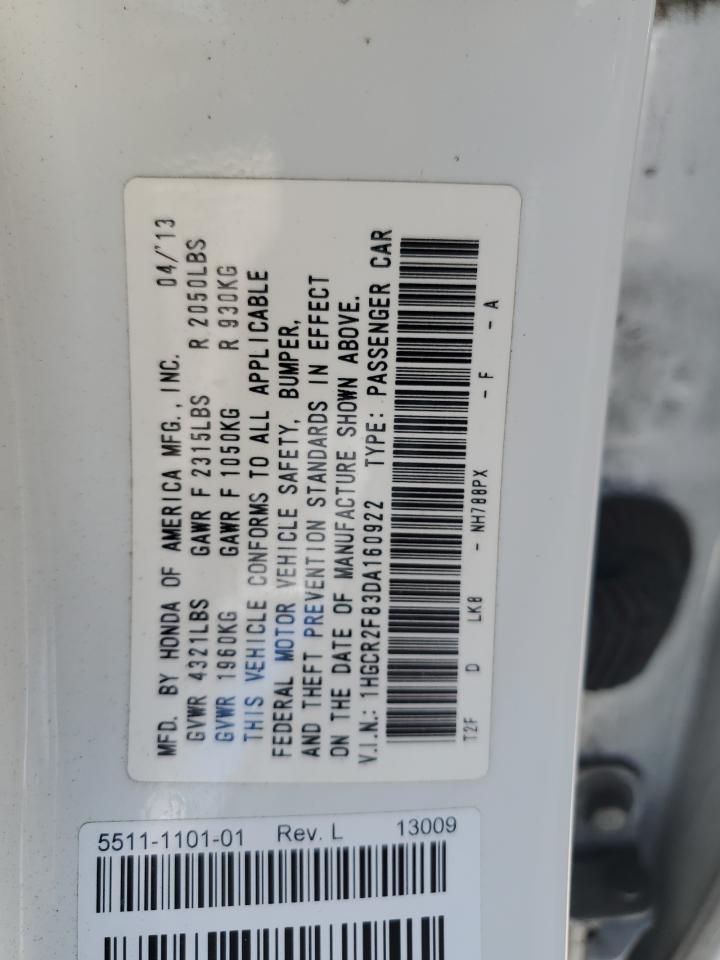 MFD. BY HONDA OF AMERICA MFG., INC. 04/'13
GVWR 4321LBS GAWR F 2315LBS R 2050LBS
GVWR 1960KG GAWR F 1050KG R 930KG
THIS VEHICLE CONFORMS TO ALL APPLICABLE
FEDERAL MOTOR VEHICLE SAFETY, BUMPER,
AND THEFT PREVENTION STANDARDS IN EFFECT
ON THE DATE OF MANUFACTURE SHOWN ABOVE.
V.I.N.: 1HGCR2F83DA160922 TYPE: PASSENGER CAR
T2F D LK8 - NH788PX - F - A
5511-1101-01 Rev. L 13009